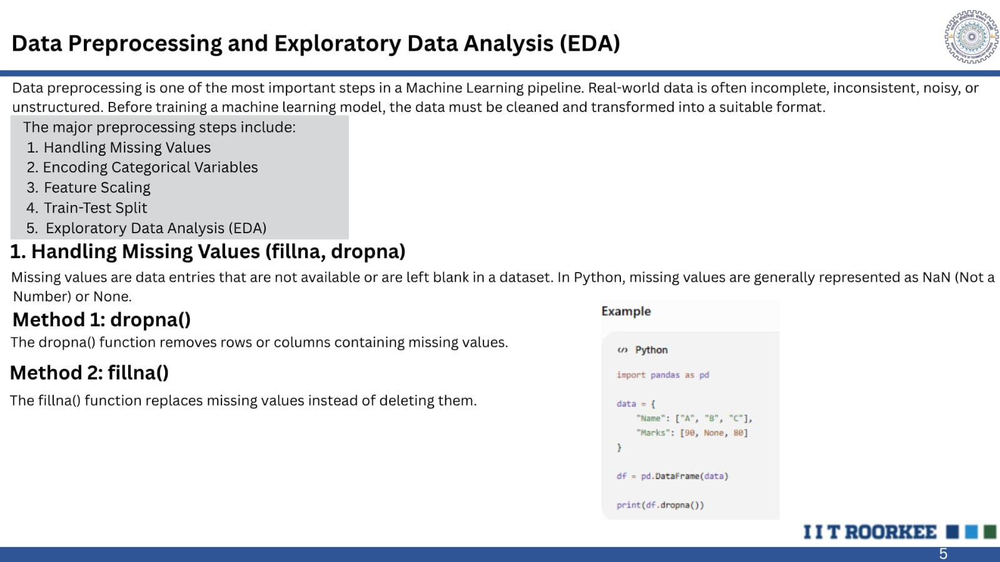 Data Preprocessing and Exploratory Data Analysis (EDA)
Data preprocessing is one of the most important steps in a Machine Learning pipeline. Real-world data is often incomplete, inconsistent, noisy, or
unstructured. Before training a machine learning model, the data must be cleaned and transformed into a suitable format.
The major preprocessing steps include:
1. Handling Missing Values
2. Encoding Categorical Variables
3. Feature Scaling
4. Train-Test Split
5. Exploratory Data Analysis (EDA)
1. Handling Missing Values (fillna, dropna)
Missing values are data entries that are not available or are left blank in a dataset. In Python, missing values are generally represented as NaN (Not a
Number) or None.
Method 1: dropna()
The dropna() function removes rows or columns containing missing values.
Method 2: fillna()
The fillna() function replaces missing values instead of deleting them.
Example
</> Python
import pandas as pd
data = {
"Name": ["A", "B", "C"],
"Marks": [90, None, 80]
}
df = pd.DataFrame(data)
print(df.dropna())
IIT ROORKEE
5